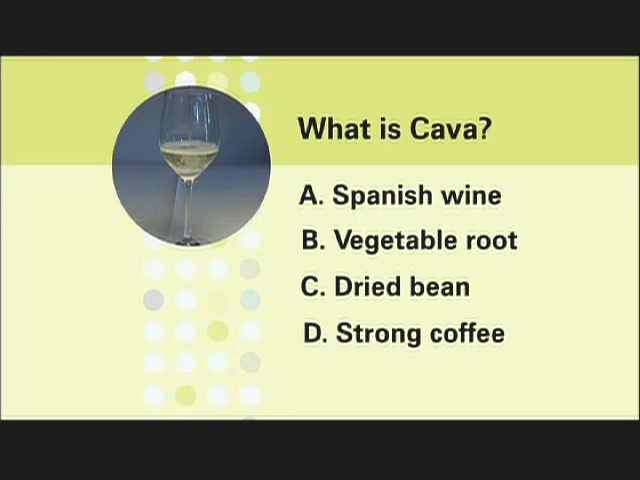 What is Cava?
A. Spanish wine
B. Vegetable root
C. Dried bean
D. Strong coffee